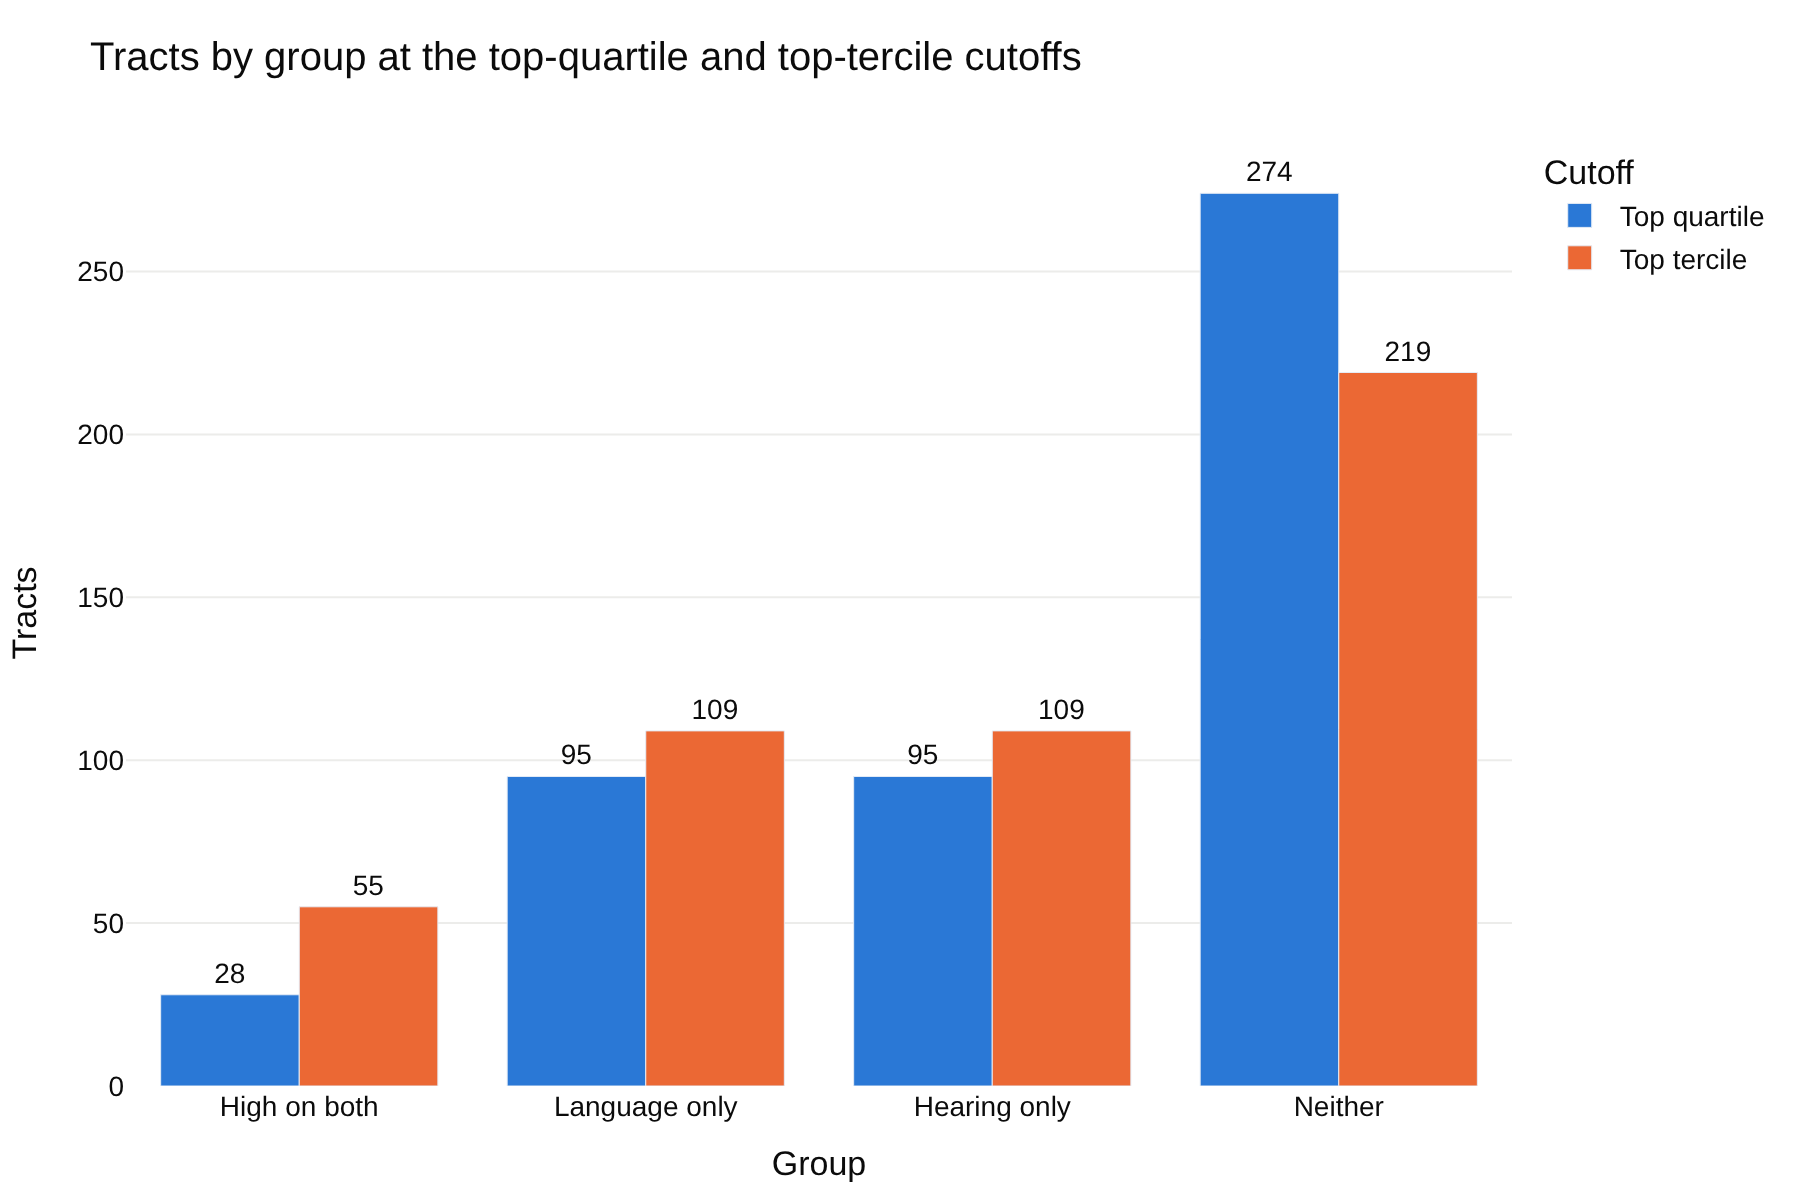 Tracts by group at the top-quartile and top-tercile cutoffs
Cutoff
Top quartile
Top tercile
Tracts
250
200
150
100
50
0
28
55
95
109
95
109
274
219
High on both
Language only
Hearing only
Neither
Group